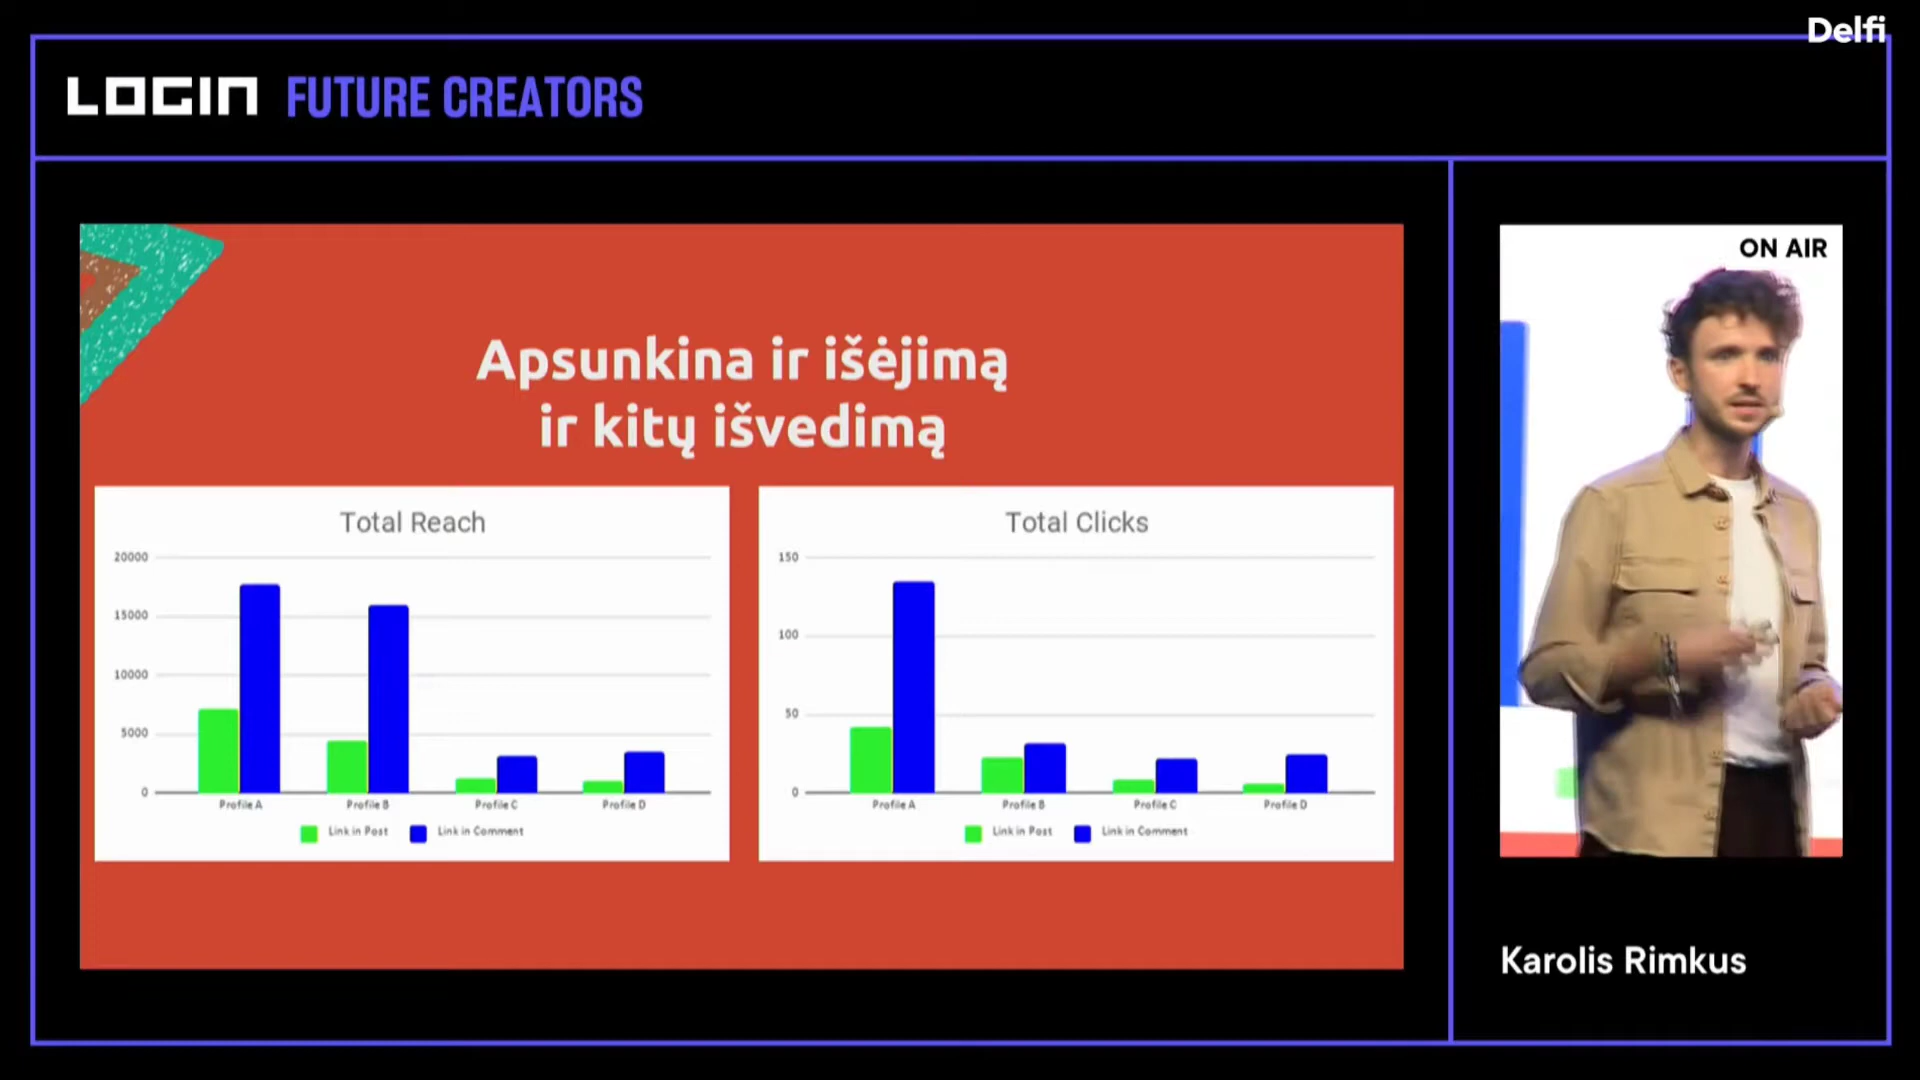 Delfi
LOGIN FUTURE CREATORS
ON AIR
Apsunkina ir išėjimą
ir kitų išvedimą
Total Reach
20000
15000
10000
5000
0
Profile A Profile B Profile C Profile D
Link in Post Link in Comment
Total Clicks
150
100
50
0
Profile A Profile B Profile C Profile D
Link in Post Link in Comment
Karolis Rimkus